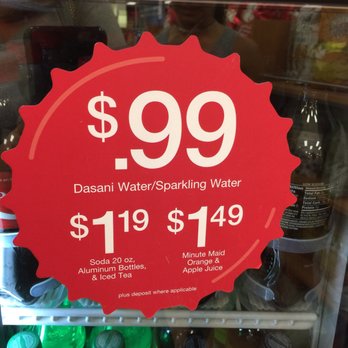 $.99
Dasani Water/Sparkling Water
$1.19 $1.49
Soda 20 oz,
Aluminum Bottles,
& Iced Tea
Minute Maid
Orange &
Apple Juice
plus deposit where applicable